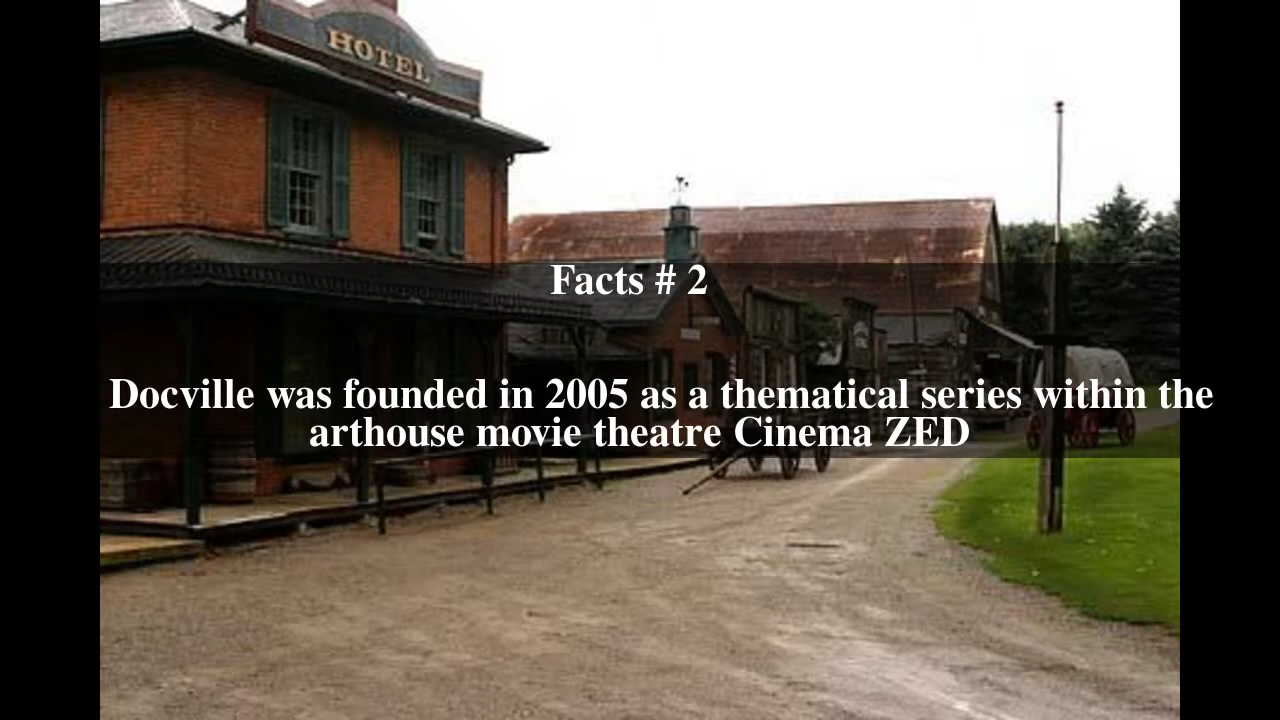 HOTEL
Facts # 2
Docville was founded in 2005 as a thematical series within the
arthouse movie theatre Cinema ZED